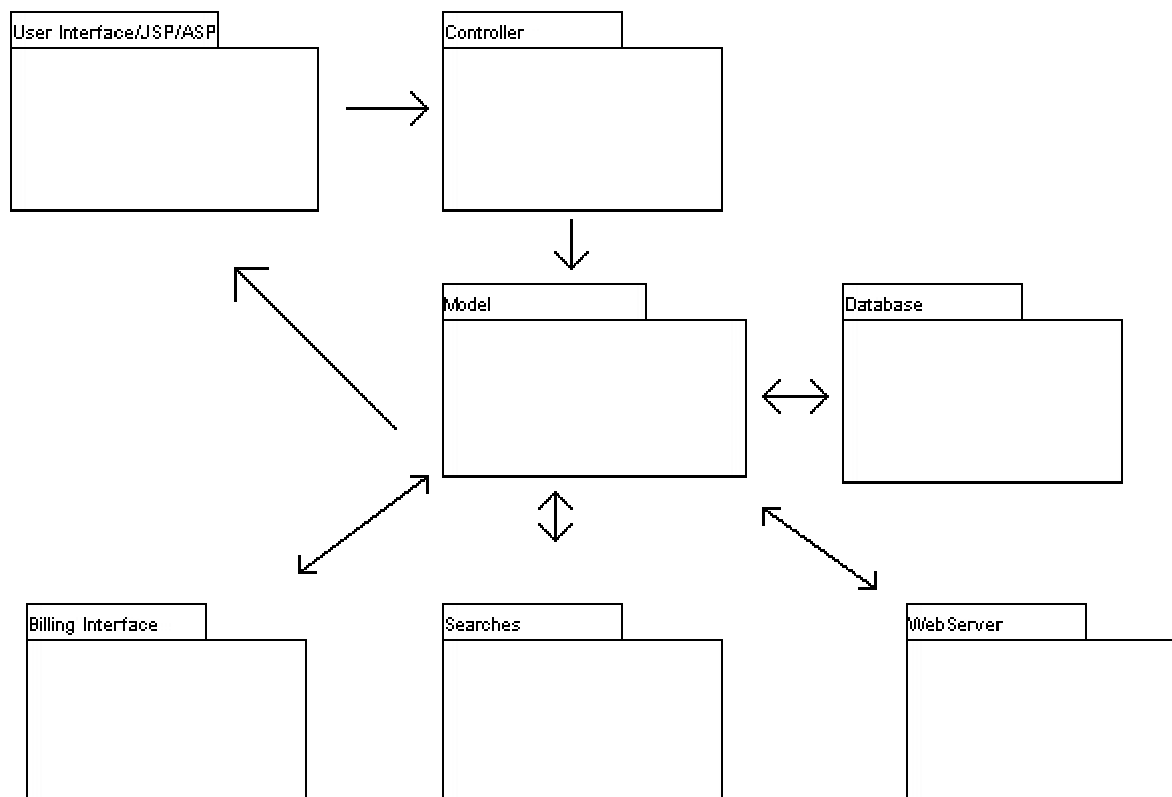 User Interface/JSP/ASP
Controller
Model
Database
Billing Interface
Searches
WebServer